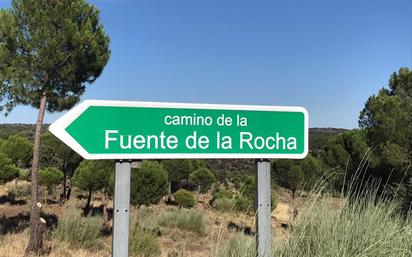 camino de la
Fuente de la Rocha